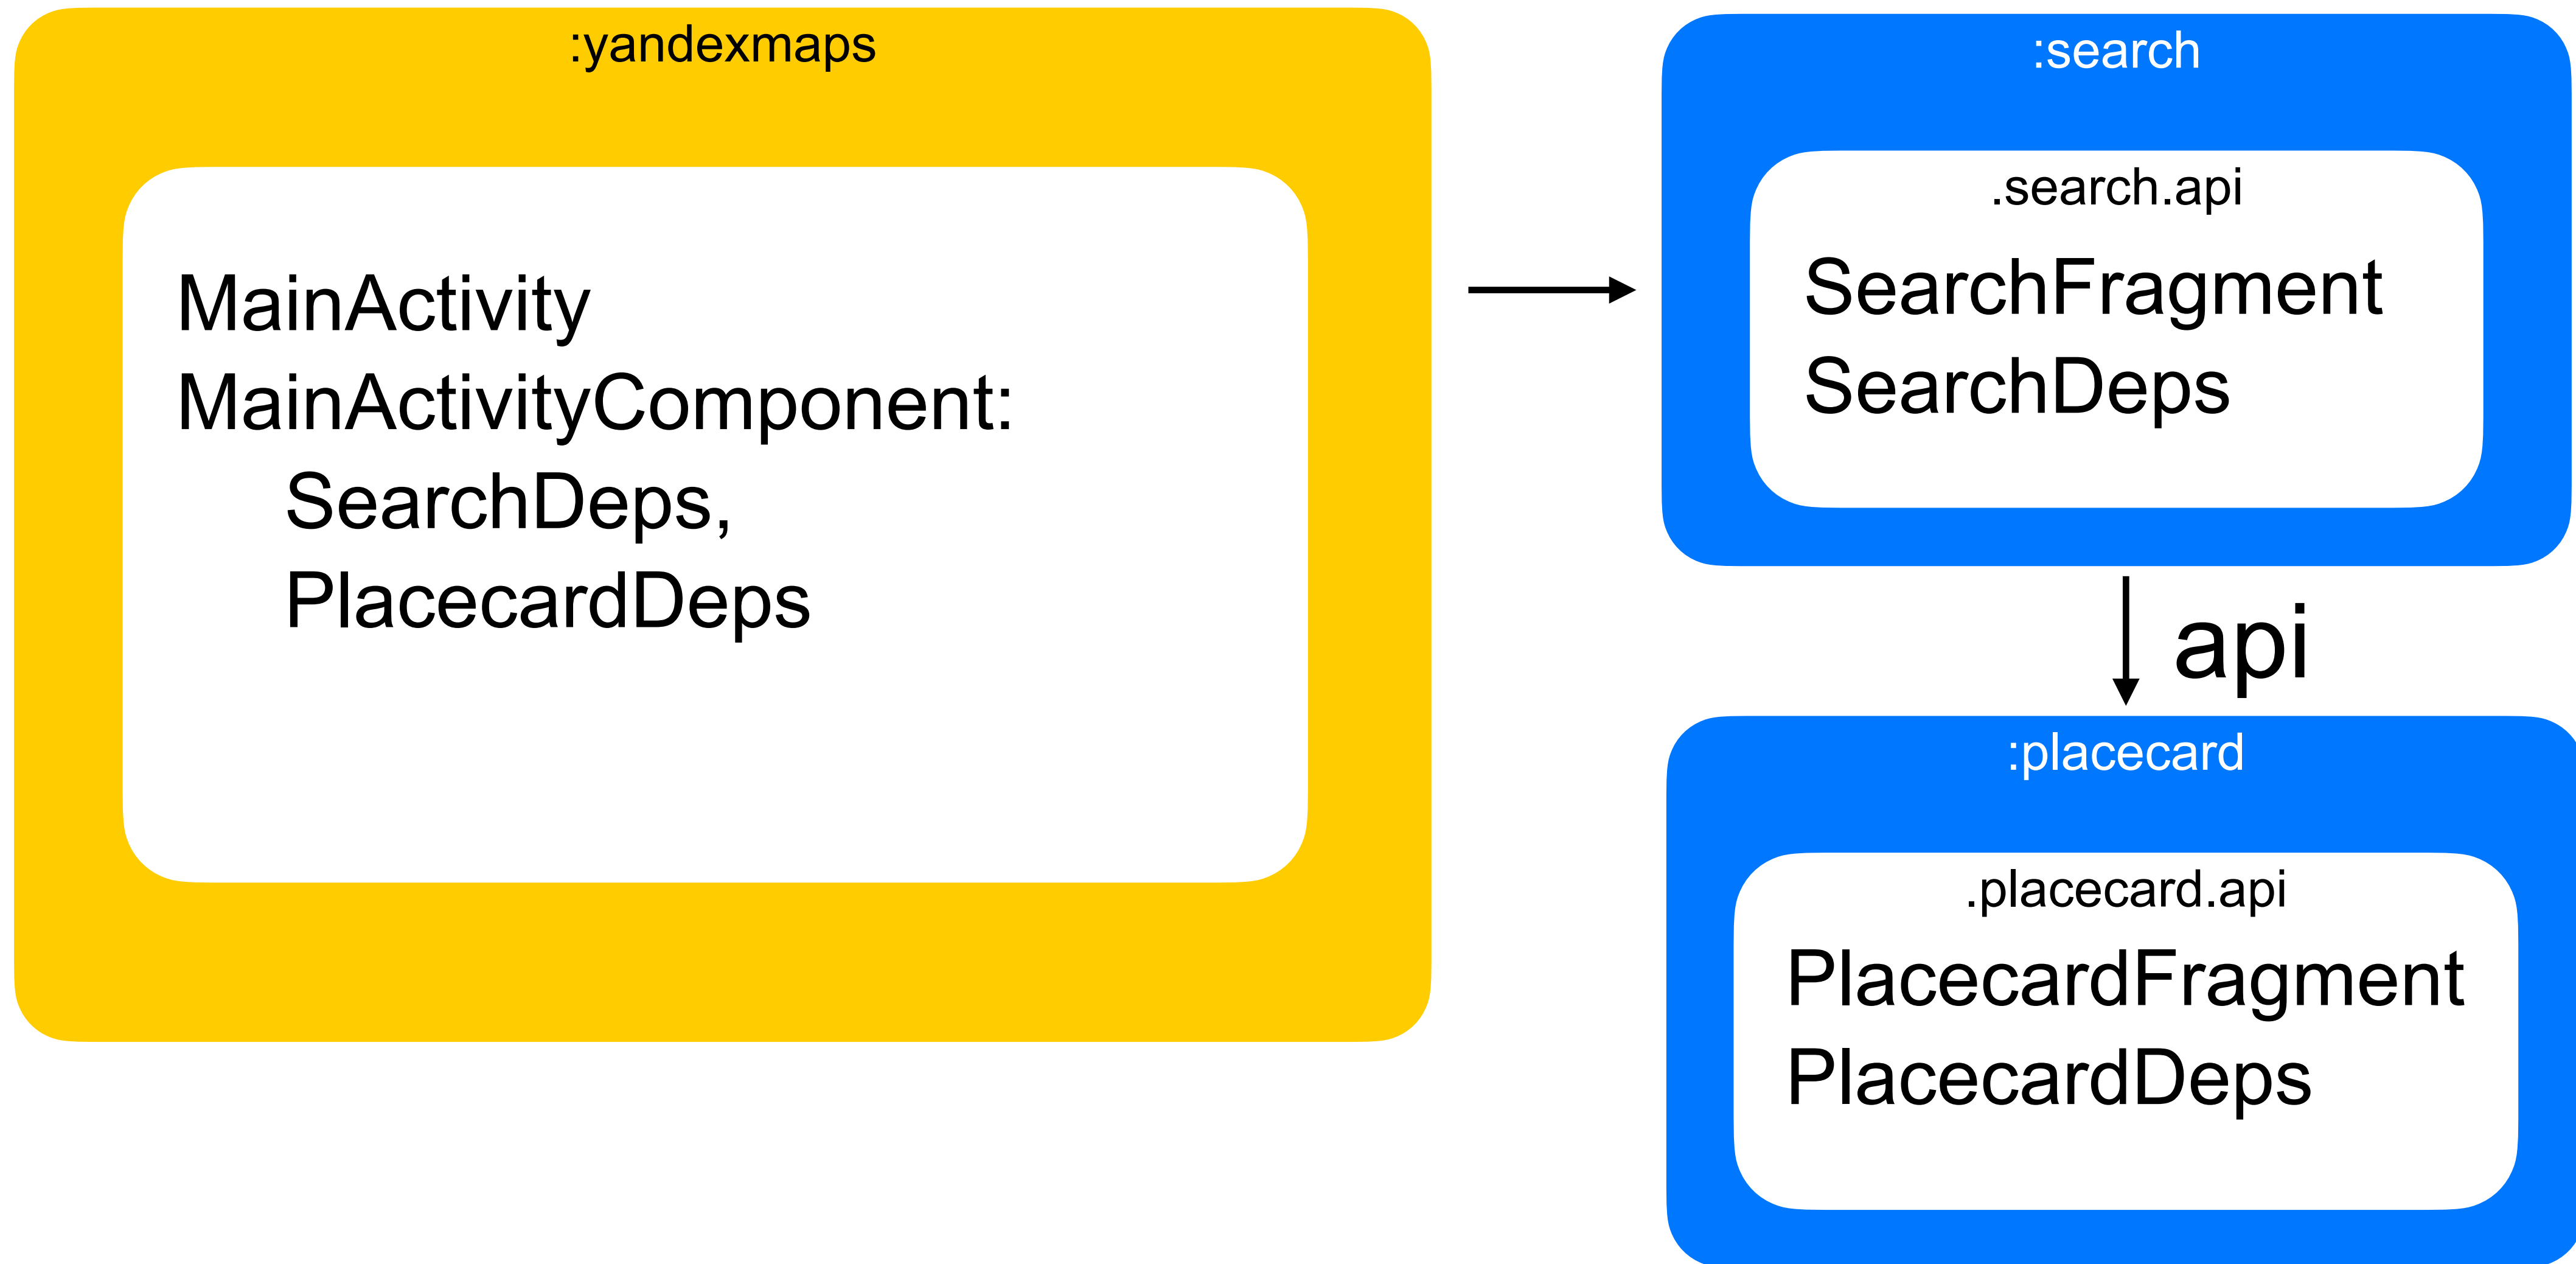 :yandexmaps
MainActivity
MainActivityComponent:
SearchDeps,
PlacecardDeps
:search
.search.api
SearchFragment
SearchDeps
api
:placecard
.placecard.api
PlacecardFragment
PlacecardDeps